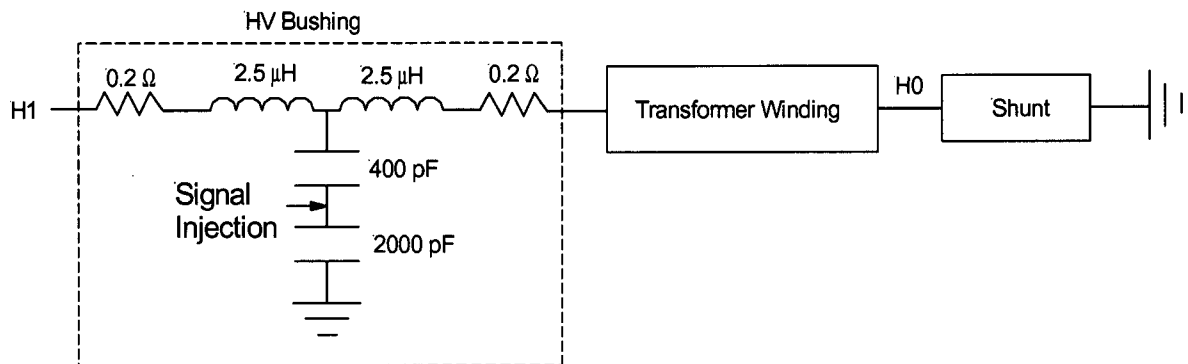 HV Bushing
0.2 Ω
2.5 μH
2.5 μH
0.2 Ω
H1
Transformer Winding
H0
Shunt
400 pF
Signal
Injection
2000 pF